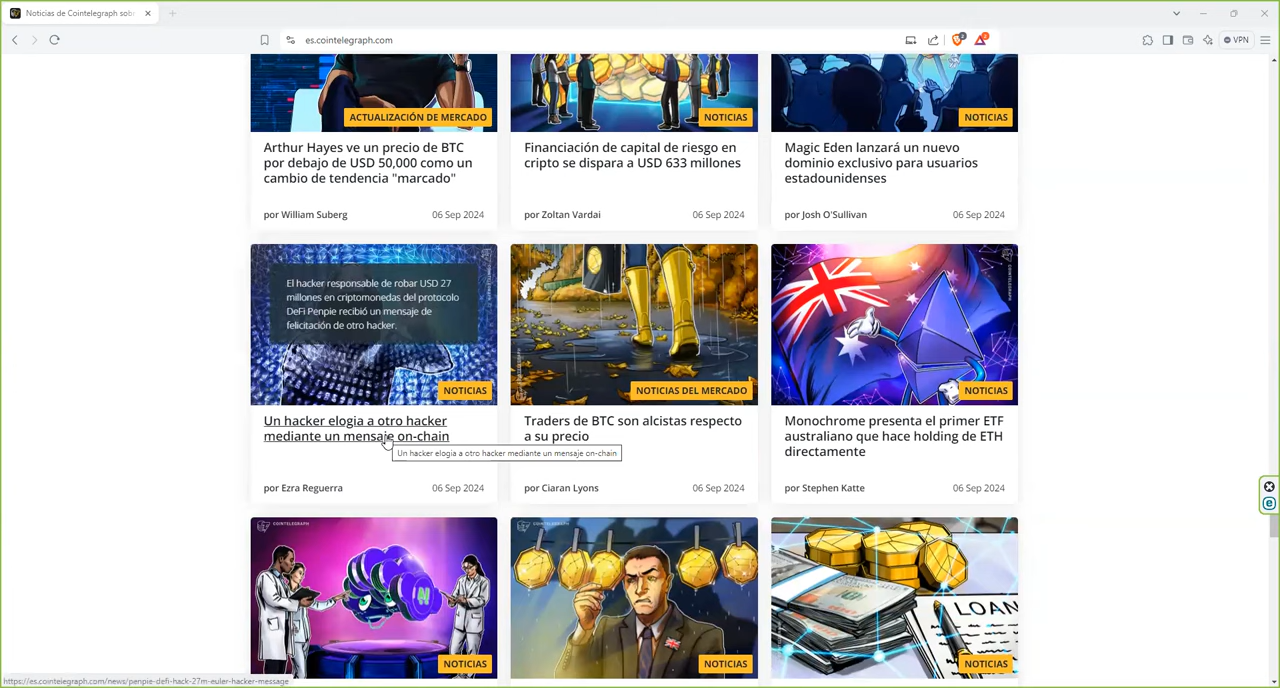 Noticias de Cointelegraph sobr
es.cointelegraph.com
VPN
ACTUALIZACIÓN DE MERCADO
NOTICIAS
NOTICIAS
Arthur Hayes ve un precio de BTC
por debajo de USD 50,000 como un
cambio de tendencia "marcado"
por William Suberg
06 Sep 2024
Financiación de capital de riesgo en
cripto se dispara a USD 633 millones
por Zoltan Vardai
06 Sep 2024
Magic Eden lanzará un nuevo
dominio exclusivo para usuarios
estadounidenses
por Josh O'Sullivan
06 Sep 2024
El hacker responsable de robar USD 27
millones en criptomonedas del protocolo
DeFi Penpie recibió un mensaje de
felicitación de otro hacker.
NOTICIAS
Un hacker elogia a otro hacker
mediante un mensaje on-chain
Un hacker elogia a otro hacker mediante un mensaje on-chain
por Ezra Reguerra
06 Sep 2024
NOTICIAS DEL MERCADO
Traders de BTC son alcistas respecto
a su precio
por Ciaran Lyons
06 Sep 2024
NOTICIAS
Monochrome presenta el primer ETF
australiano que hace holding de ETH
directamente
por Stephen Katte
06 Sep 2024
COINTELEGRAPH
NOTICIAS
COINTELEGRAPH
NOTICIAS
LOAN
NOTICIAS
https://es.cointelegraph.com/news/penpie-defi-hack-27m-euler-hacker-message